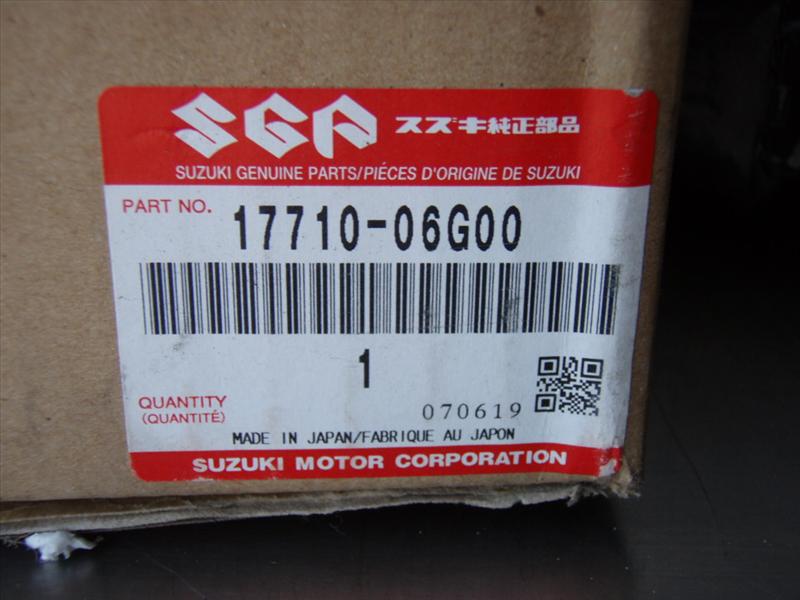 SGP スズキ純正部品
SUZUKI GENUINE PARTS/PIÉCES D'ORIGINE DE SUZUKI
PART NO. 17710-06G00
1
QUANTITY
(QUANTITÉ)
070619
MADE IN JAPAN/FABRIQUE AU JAPON
SUZUKI MOTOR CORPORATION